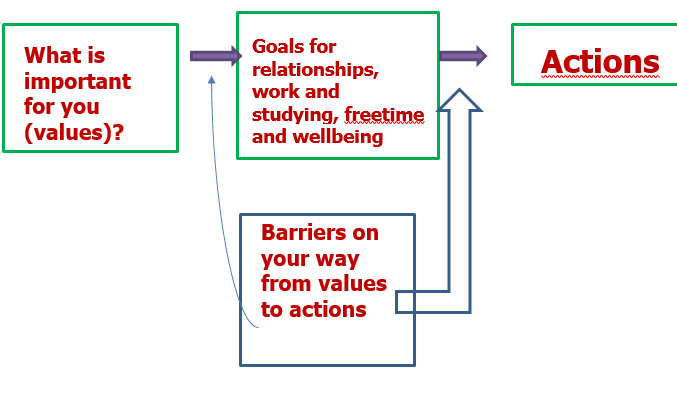 What is
important
for you
(values)?
Goals for
relationships,
work and
studying, freetime
and wellbeing
Actions
Barriers on
your way
from values
to actions